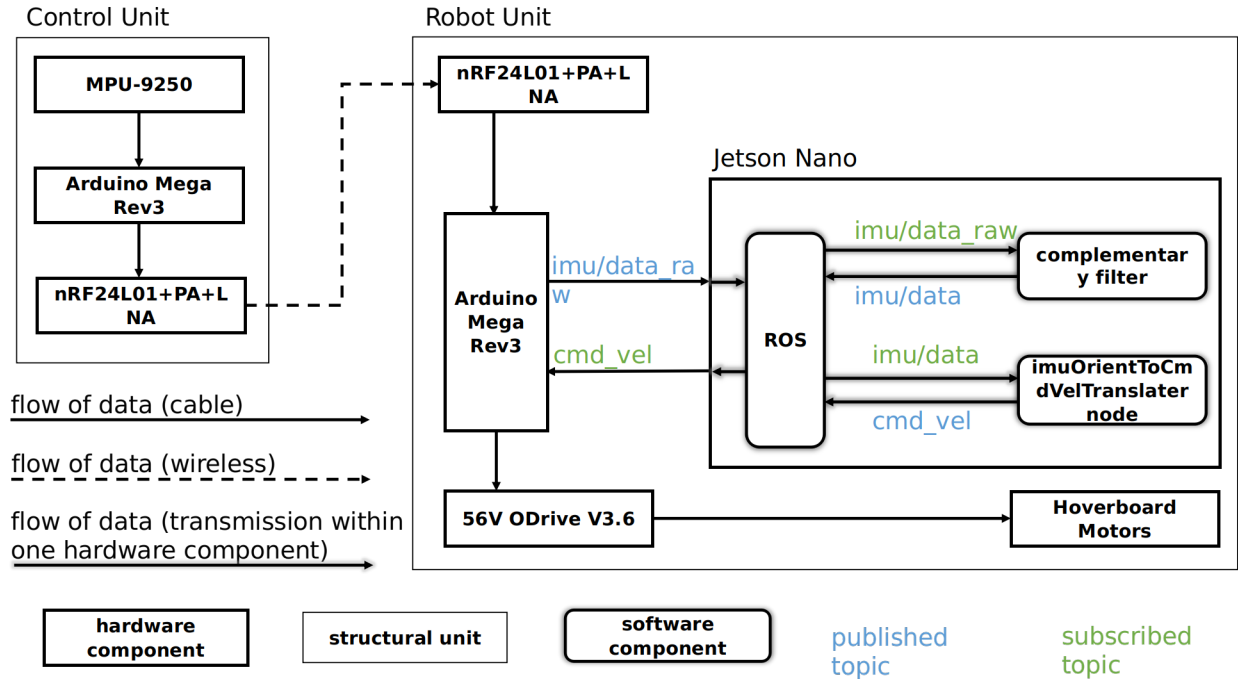 Control Unit
MPU-9250
Arduino Mega
Rev3
nRF24L01+PA+L
NA
Robot Unit
nRF24L01+PA+L
NA
Arduino
Mega
Rev3
imu/data_ra
w
cmd_vel
Jetson Nano
ROS
imu/data_raw
imu/data
complementar
y filter
imu/data
cmd_vel
imuOrientToCm
dVelTranslater
node
56V ODrive V3.6
Hoverboard
Motors
flow of data (cable)
flow of data (wireless)
flow of data (transmission within
one hardware component)
hardware
component
structural unit
software
component
published
topic
subscribed
topic